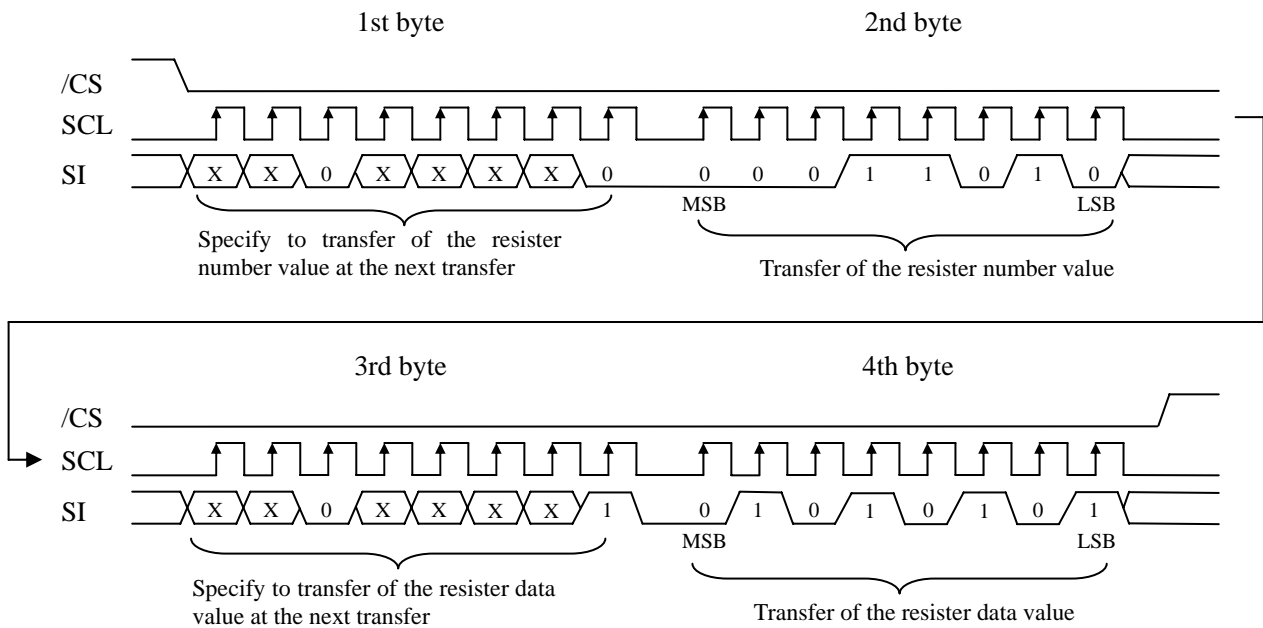 1st byte 2nd byte
/CS
SCL
SI X X 0 X X X X 0 0 0 0 1 1 0 1 0
MSB LSB
Specify to transfer of the resister
number value at the next transfer
Transfer of the resister number value
3rd byte 4th byte
/CS
SCL
SI X X 0 X X X X 1 0 1 0 1 0 1 0 1
MSB LSB
Specify to transfer of the resister data
value at the next transfer
Transfer of the resister data value